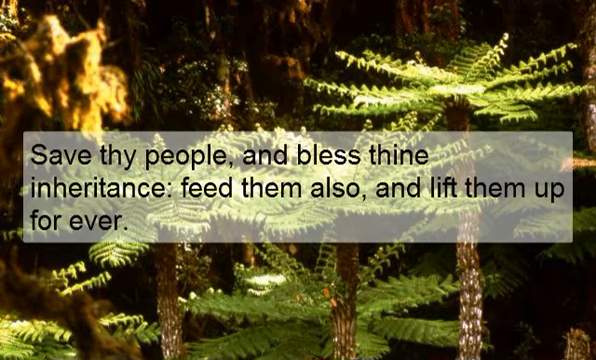 Save thy people, and bless thine
inheritance: feed them also, and lift them up
for ever.